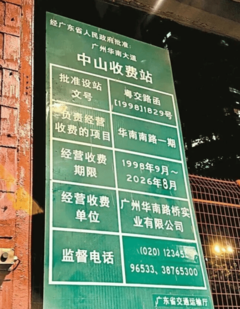 经广东省人民政府批准
广州华南大道
中山收费站
批准设站
文号
粤交路函
[1998]1829号
负责经营
收费的项目
华南南路一期
经营收费
期限
1998年9月~
2026年8月
经营收费
单位
广州华南路桥实
业有限公司
监督电话
(020)12345、
96533、38765300
广东省交通运输厅